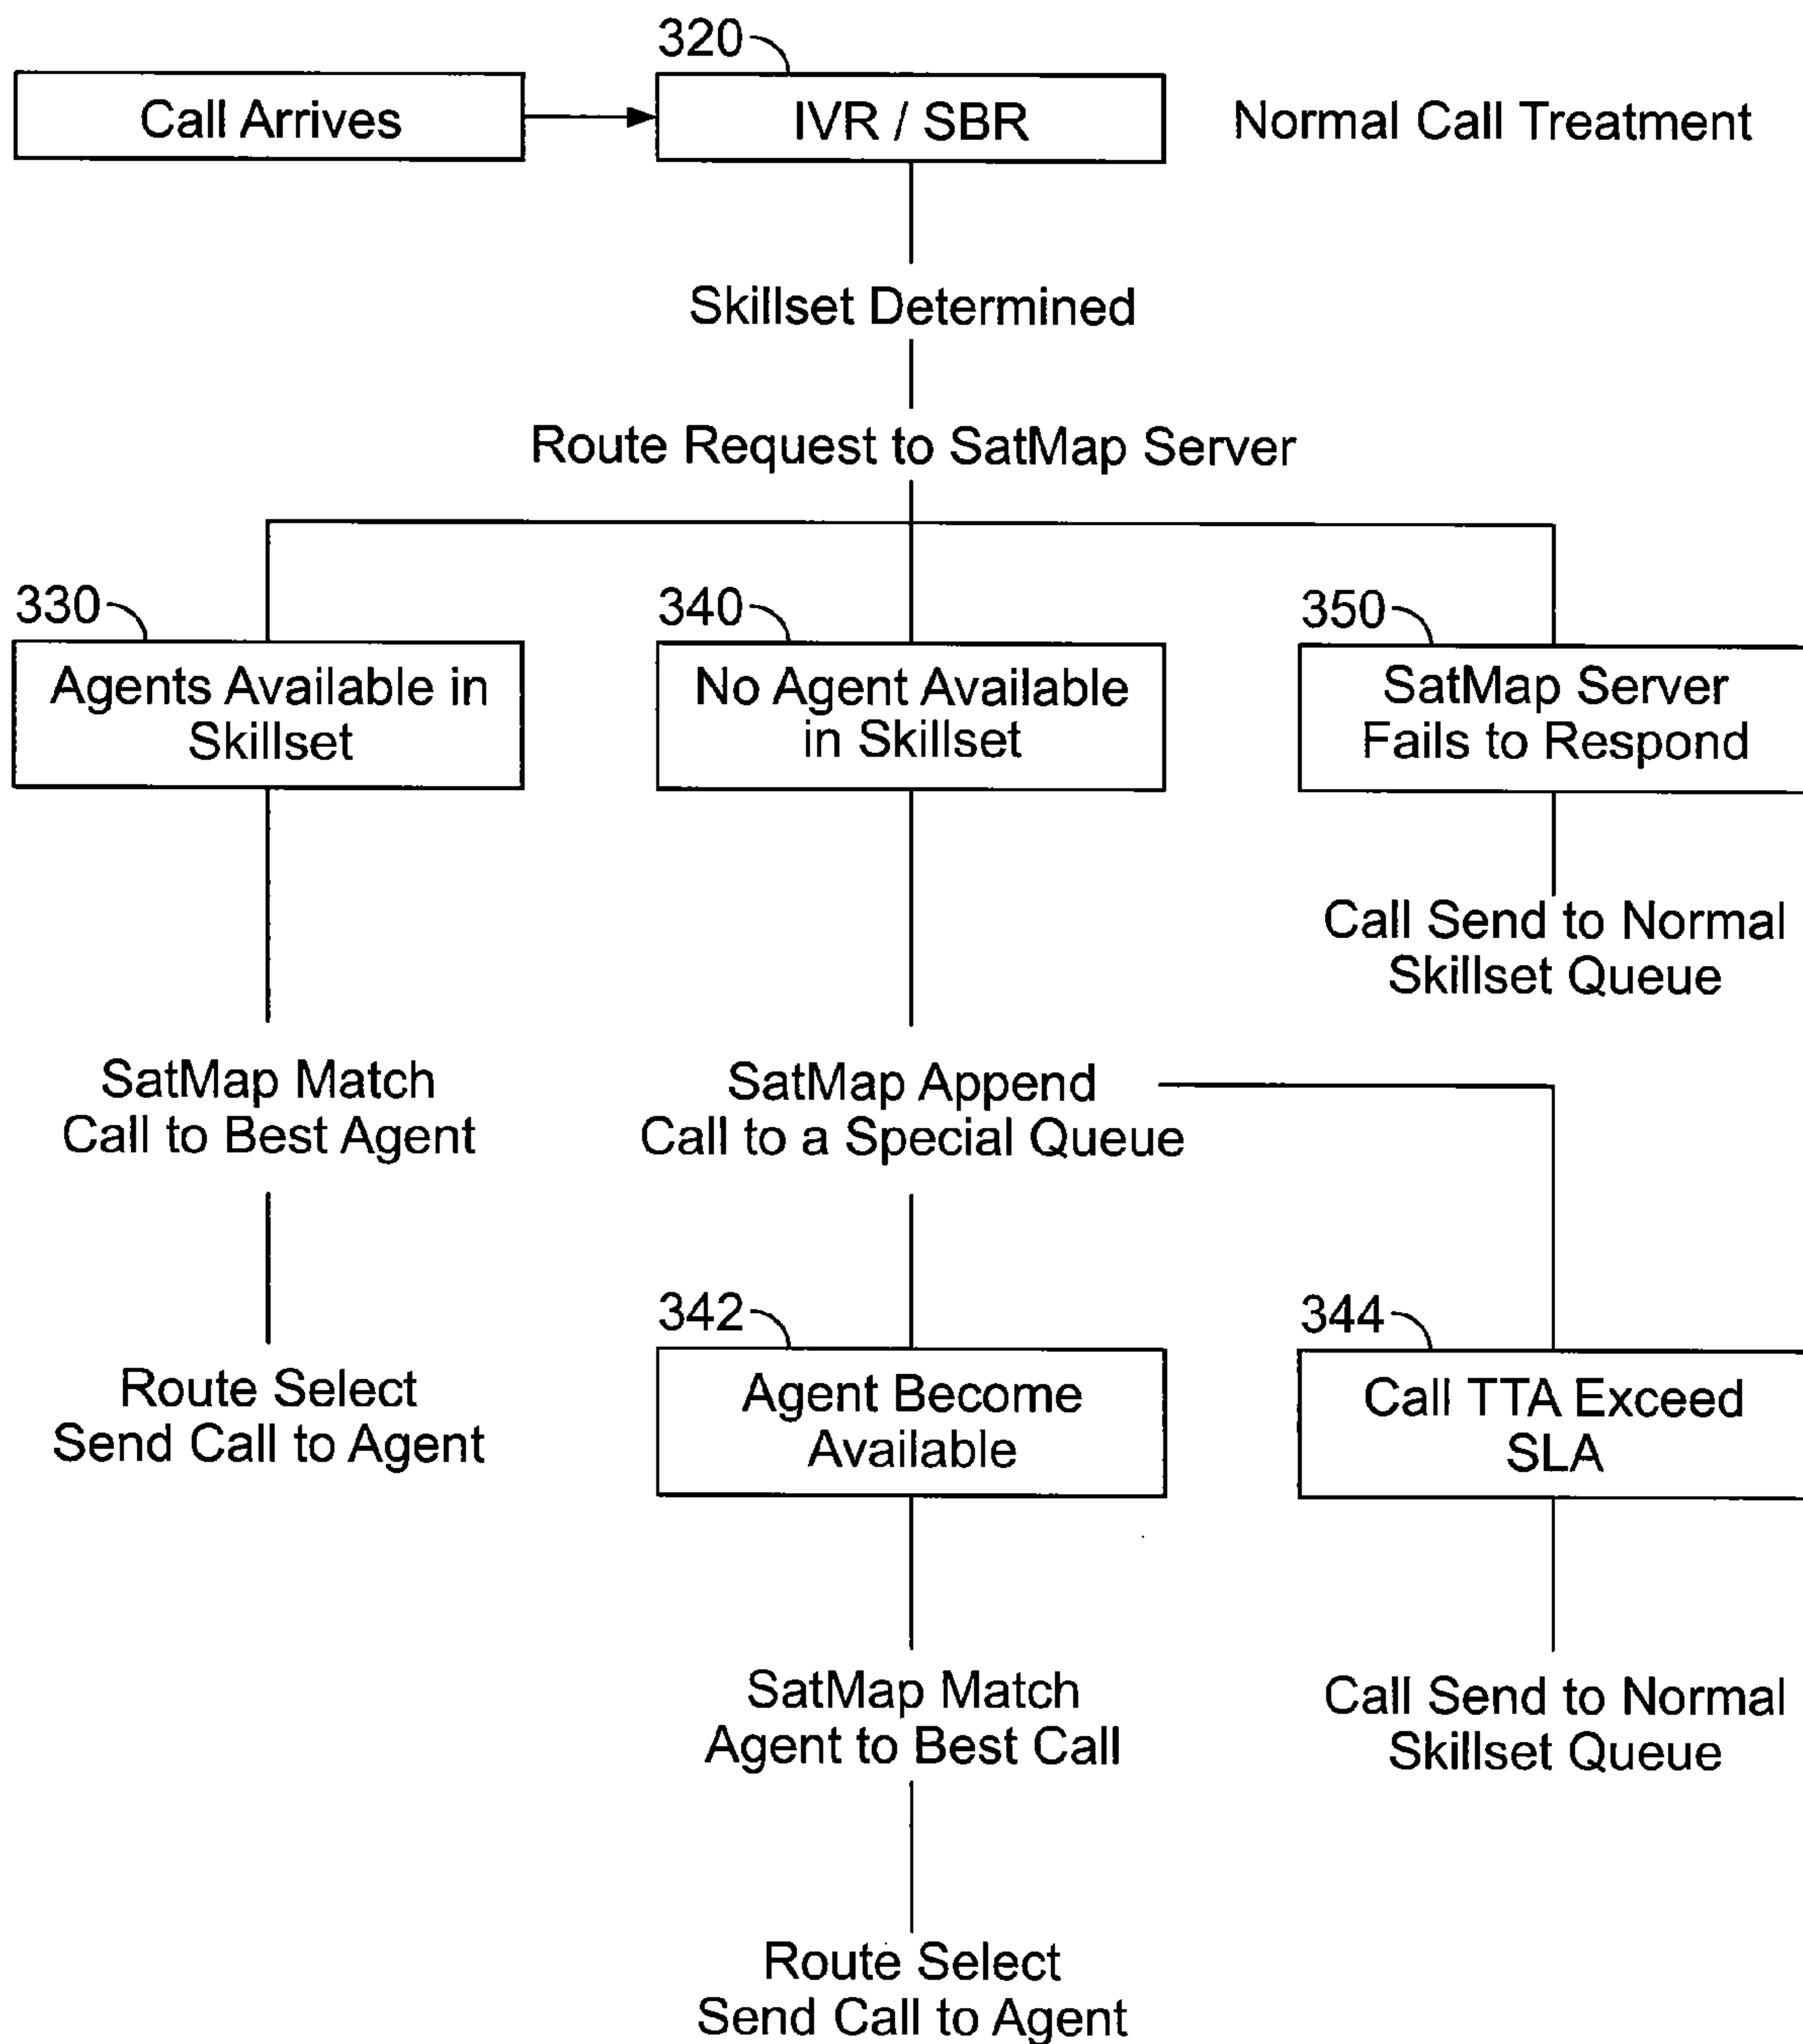 320
Call Arrives
IVR / SBR
Normal Call Treatment
Skillset Determined
Route Request to SatMap Server
330
340
350
Agents Available in
Skillset
No Agent Available
in Skillset
SatMap Server
Fails to Respond
Call Send to Normal
Skillset Queue
SatMap Match
Call to Best Agent
SatMap Append
Call to a Special Queue
342
344
Route Select
Send Call to Agent
Agent Become
Available
Call TTA Exceed
SLA
SatMap Match
Agent to Best Call
Call Send to Normal
Skillset Queue
Route Select
Send Call to Agent